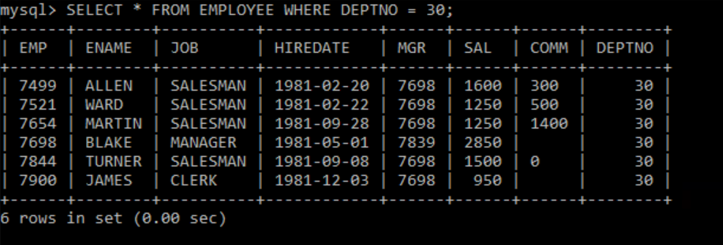 mysql> SELECT * FROM EMPLOYEE WHERE DEPTNO = 30;
+------+--------+----------+------------+------+------+------+--------+
| EMP  | ENAME  | JOB      | HIREDATE   | MGR  | SAL  | COMM | DEPTNO |
+------+--------+----------+------------+------+------+------+--------+
| 7499 | ALLEN  | SALESMAN | 1981-02-20 | 7698 | 1600 | 300  |     30 |
| 7521 | WARD   | SALESMAN | 1981-02-22 | 7698 | 1250 | 500  |     30 |
| 7654 | MARTIN | SALESMAN | 1981-09-28 | 7698 | 1250 | 1400 |     30 |
| 7698 | BLAKE  | MANAGER  | 1981-05-01 | 7839 | 2850 |      |     30 |
| 7844 | TURNER | SALESMAN | 1981-09-08 | 7698 | 1500 | 0    |     30 |
| 7900 | JAMES  | CLERK    | 1981-12-03 | 7698 |  950 |      |     30 |
+------+--------+----------+------------+------+------+------+--------+
6 rows in set (0.00 sec)